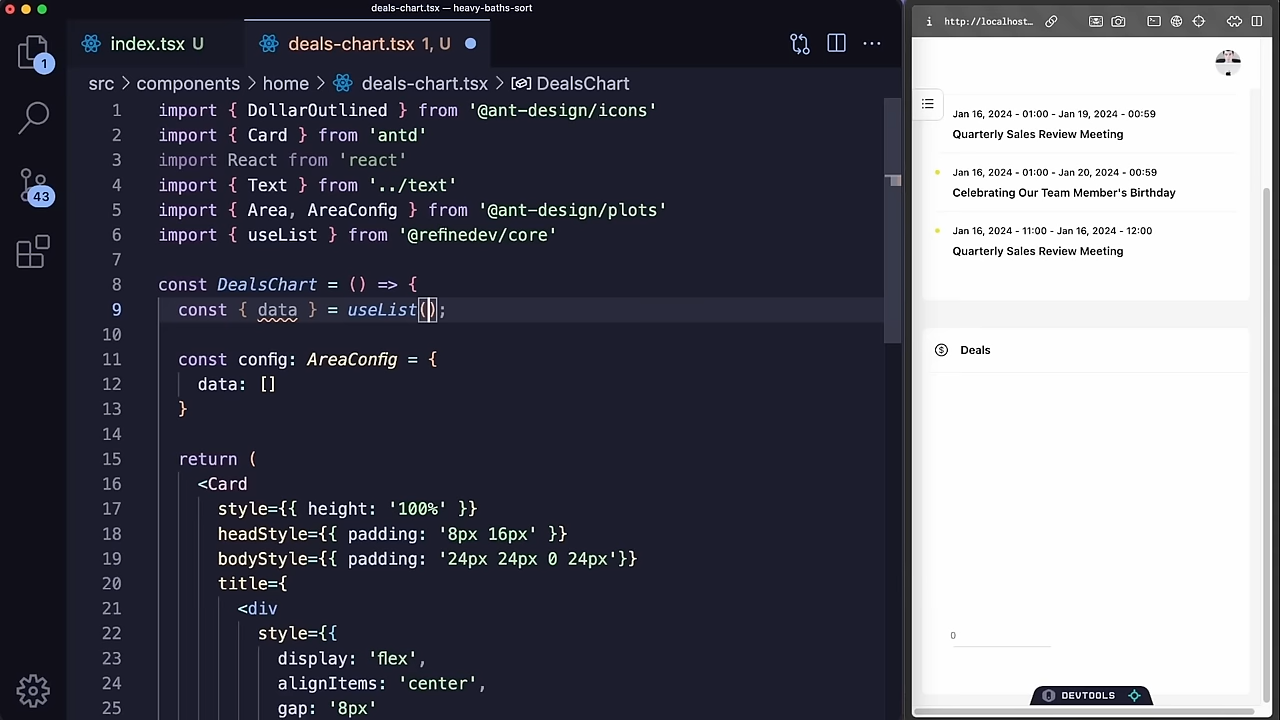 deals-chart.tsx — heavy-baths-sort
index.tsx U
deals-chart.tsx 1, U
src > components > home > deals-chart.tsx > DealsChart
1 import { DollarOutlined } from '@ant-design/icons'
2 import { Card } from 'antd'
3 import React from 'react'
4 import { Text } from '../text'
5 import { Area, AreaConfig } from '@ant-design/plots'
6 import { useList } from '@refinedev/core'
7
8 const DealsChart = () => {
9 const { data } = useList();
10
11 const config: AreaConfig = {
12 data: []
13 }
14
15 return (
16 <Card
17 style={{ height: '100%' }}
18 headStyle={{ padding: '8px 16px' }}
19 bodyStyle={{ padding: '24px 24px 0 24px'}}
20 title={
21 <div
22 style={{
23 display: 'flex',
24 alignItems: 'center',
25 gap: '8px'
1
43
http://localhost...
Jan 16, 2024 - 01:00 - Jan 19, 2024 - 00:59
Quarterly Sales Review Meeting
Jan 16, 2024 - 01:00 - Jan 20, 2024 - 00:59
Celebrating Our Team Member's Birthday
Jan 16, 2024 - 11:00 - Jan 16, 2024 - 12:00
Quarterly Sales Review Meeting
Deals
0
DEVTOOLS